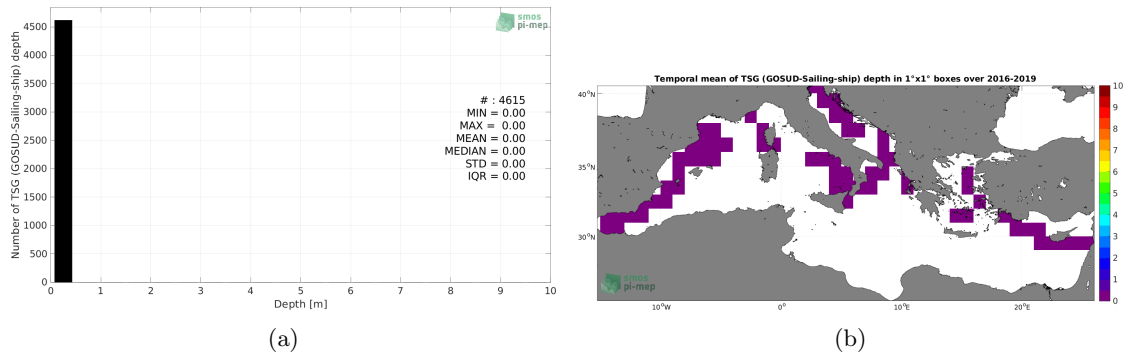 smos
pi-mep
4500
4000
3500
3000
2500
2000
1500
1000
500
0
Number of TSG (GOSUD-Sailing-ship) depth
# : 4615
MIN = 0.00
MAX = 0.00
MEAN = 0.00
MEDIAN = 0.00
STD = 0.00
IQR = 0.00
0 1 2 3 4 5 6 7 8 9 10
Depth [m]
(a)
Temporal mean of TSG (GOSUD-Sailing-ship) depth in 1°x1° boxes over 2016-2019
40°N
35°N
30°N
10°W 0° 10°E 20°E
smos
pi-mep
10
9
8
7
6
5
4
3
2
1
0
(b)